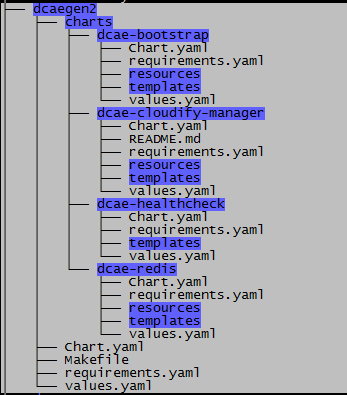 dcaegen2
charts
dcae-bootstrap
Chart.yaml
requirements.yaml
resources
templates
values.yaml
dcae-cloudify-manager
Chart.yaml
README.md
requirements.yaml
resources
templates
values.yaml
dcae-healthcheck
Chart.yaml
requirements.yaml
templates
values.yaml
dcae-redis
Chart.yaml
requirements.yaml
resources
templates
values.yaml
Chart.yaml
Makefile
requirements.yaml
values.yaml